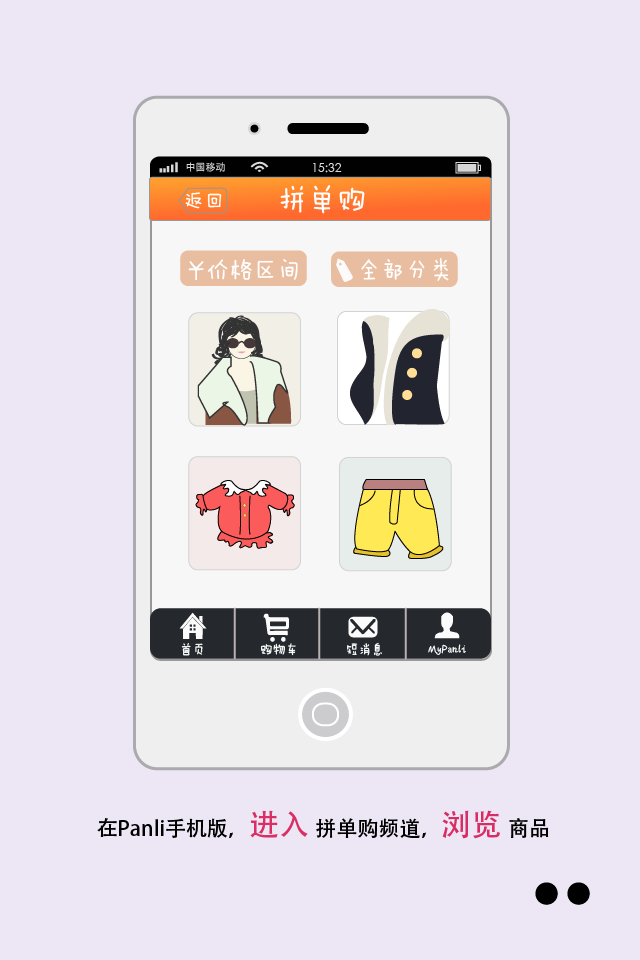 中国移动 15:32
返回 拼单购
￥价格区间 全部分类
首页 购物车 短消息 MyPanli
在Panli手机版，进入 拼单购频道，浏览 商品